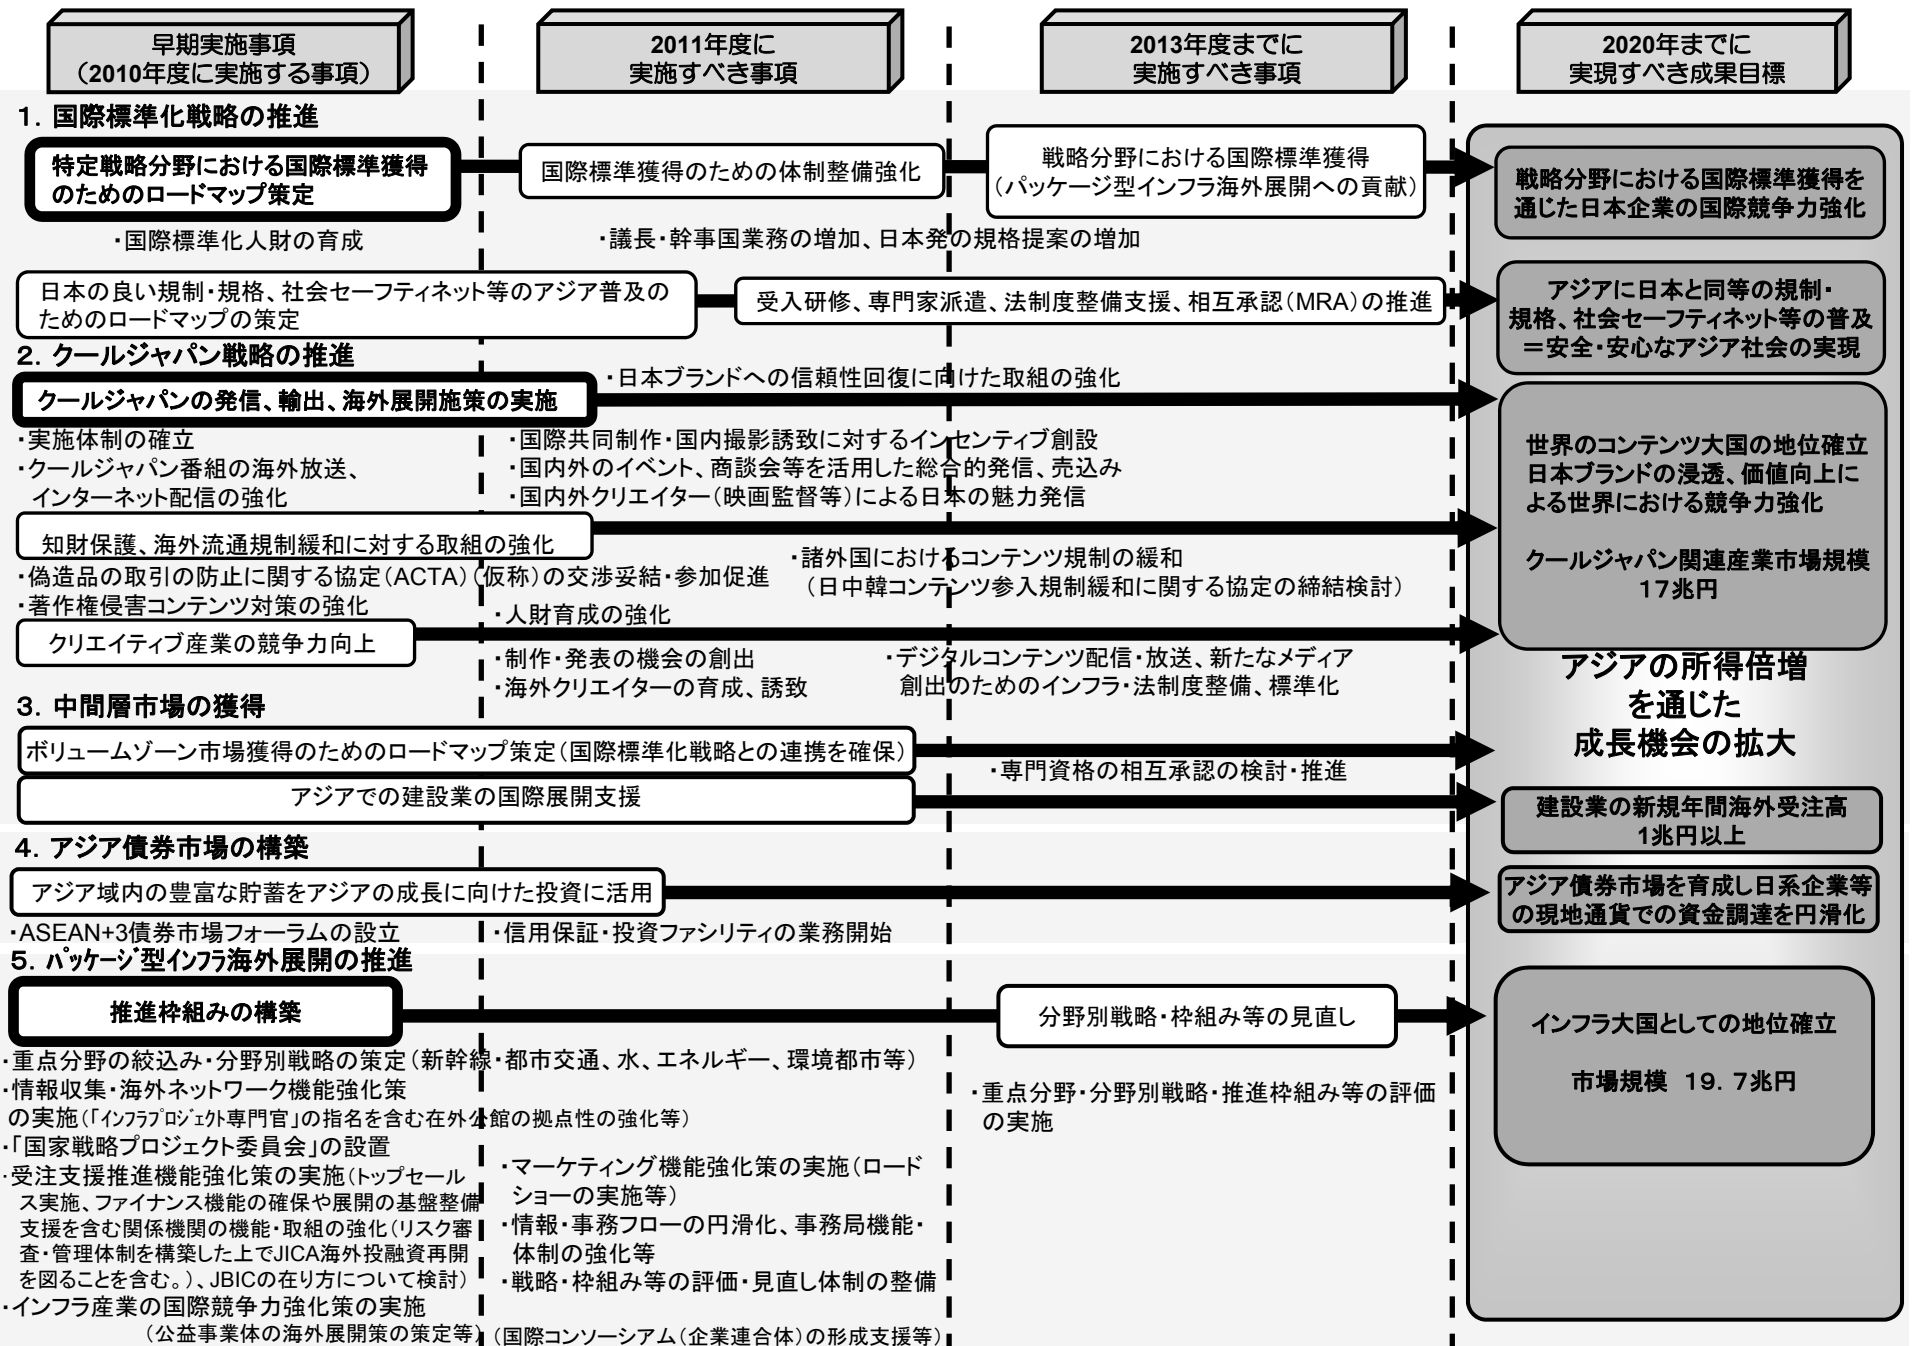 早期実施事項
（2010年度に実施する事項）
2011年度に
実施すべき事項
2013年度までに
実施すべき事項
2020年までに
実現すべき成果目標
１．国際標準化戦略の推進
特定戦略分野における国際標準獲得
のためのロードマップ策定
国際標準獲得のための体制整備強化
戦略分野における国際標準獲得
（パッケージ型インフラ海外展開への貢献）
戦略分野における国際標準獲得を
通じた日本企業の国際競争力強化
・国際標準化人財の育成
・議長・幹事国業務の増加、日本発の規格提案の増加
日本の良い規制・規格、社会セーフティネット等のアジア普及の
ためのロードマップの策定
受入研修、専門家派遣、法制度整備支援、相互承認（MRA）の推進
アジアに日本と同等の規制・
規格、社会セーフティネット等の普及
＝安全・安心なアジア社会の実現
２．クールジャパン戦略の推進
クールジャパンの発信、輸出、海外展開施策の実施
・日本ブランドへの信頼性回復に向けた取組の強化
・実施体制の確立
・クールジャパン番組の海外放送、
インターネット配信の強化
・国際共同制作・国内撮影誘致に対するインセンティブ創設
・国内外のイベント、商談会等を活用した総合的発信、売込み
・国内外クリエイター（映画監督等）による日本の魅力発信
世界のコンテンツ大国の地位確立
日本ブランドの浸透、価値向上に
よる世界における競争力強化
クールジャパン関連産業市場規模
17兆円
知財保護、海外流通規制緩和に対する取組の強化
・偽造品の取引の防止に関する協定（ACTA）（仮称）の交渉妥結・参加促進
・著作権侵害コンテンツ対策の強化
・諸外国におけるコンテンツ規制の緩和
（日中韓コンテンツ参入規制緩和に関する協定の締結検討）
・人財育成の強化
クリエイティブ産業の競争力向上
・制作・発表の機会の創出
・海外クリエイターの育成、誘致
・デジタルコンテンツ配信・放送、新たなメディア
創出のためのインフラ・法制度整備、標準化
アジアの所得倍増
を通じた
成長機会の拡大
３．中間層市場の獲得
ボリュームゾーン市場獲得のためのロードマップ策定（国際標準化戦略との連携を確保）
・専門資格の相互承認の検討・推進
アジアでの建設業の国際展開支援
建設業の新規年間海外受注高
1兆円以上
４．アジア債券市場の構築
アジア域内の豊富な貯蓄をアジアの成長に向けた投資に活用
アジア債券市場を育成し日系企業等
の現地通貨での資金調達を円滑化
・ASEAN+3債券市場フォーラムの設立
・信用保証・投資ファシリティの業務開始
５．パッケージ型インフラ海外展開の推進
推進枠組みの構築
分野別戦略・枠組み等の見直し
インフラ大国としての地位確立
市場規模　１９．７兆円
・重点分野の絞込み・分野別戦略の策定（新幹線・都市交通、水、エネルギー、環境都市等）
・情報収集・海外ネットワーク機能強化策
の実施（「インフラプロジェクト専門官」の指名を含む在外公館の拠点性の強化等）
・「国家戦略プロジェクト委員会」の設置
・受注支援推進機能強化策の実施（トップセール
ス実施、ファイナンス機能の確保や展開の基盤整備
支援を含む関係機関の機能・取組の強化（リスク審
査・管理体制を構築した上でJICA海外投融資再開
を図ることを含む。）、JBICの在り方について検討）
・インフラ産業の国際競争力強化策の実施
（公益事業体の海外展開策の策定等）
・マーケティング機能強化策の実施（ロード
ショーの実施等）
・情報・事務フローの円滑化、事務局機能・
体制の強化等
・戦略・枠組み等の評価・見直し体制の整備
（国際コンソーシアム（企業連合体）の形成支援等）
・重点分野・分野別戦略・推進枠組み等の評価
の実施